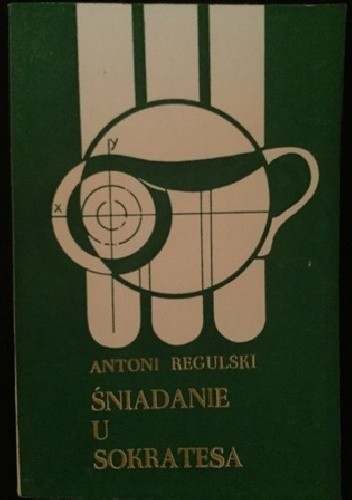 y
x
ANTONI REGULSKI
ŚNIADANIE
U
SOKRATESA